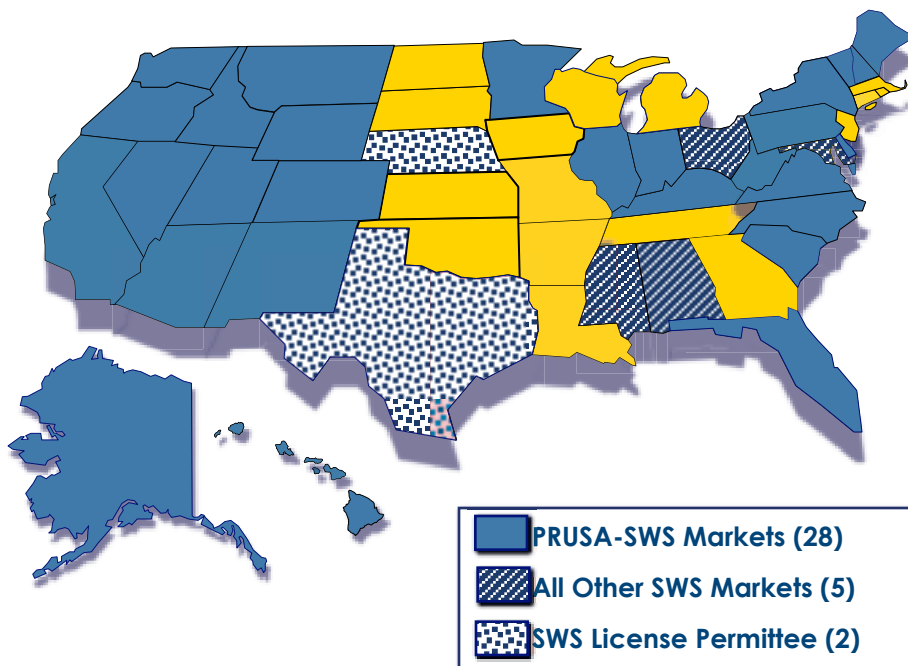 PRUSA-SWS Markets (28)
All Other SWS Markets (5)
SWS License Permittee (2)